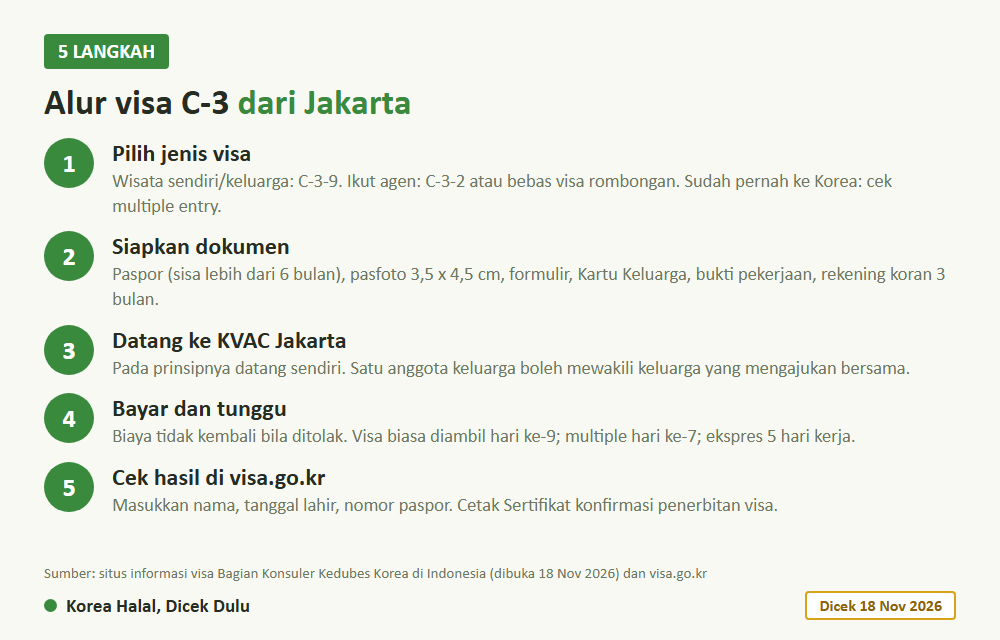 5 LANGKAH
Alur visa C-3 dari Jakarta
1
Pilih jenis visa
Wisata sendiri/keluarga: C-3-9. Ikut agen: C-3-2 atau bebas visa rombongan. Sudah pernah ke Korea: cek
multiple entry.
2
Siapkan dokumen
Paspor (sisa lebih dari 6 bulan), pasfoto 3,5 x 4,5 cm, formulir, Kartu Keluarga, bukti pekerjaan, rekening koran 3
bulan.
3
Datang ke KVAC Jakarta
Pada prinsipnya datang sendiri. Satu anggota keluarga boleh mewakili keluarga yang mengajukan bersama.
4
Bayar dan tunggu
Biaya tidak kembali bila ditolak. Visa biasa diambil hari ke-9; multiple hari ke-7; ekspres 5 hari kerja.
5
Cek hasil di visa.go.kr
Masukkan nama, tanggal lahir, nomor paspor. Cetak Sertifikat konfirmasi penerbitan visa.
Sumber: situs informasi visa Bagian Konsuler Kedubes Korea di Indonesia (dibuka 18 Nov 2026) dan visa.go.kr
Korea Halal, Dicek Dulu
Dicek 18 Nov 2026